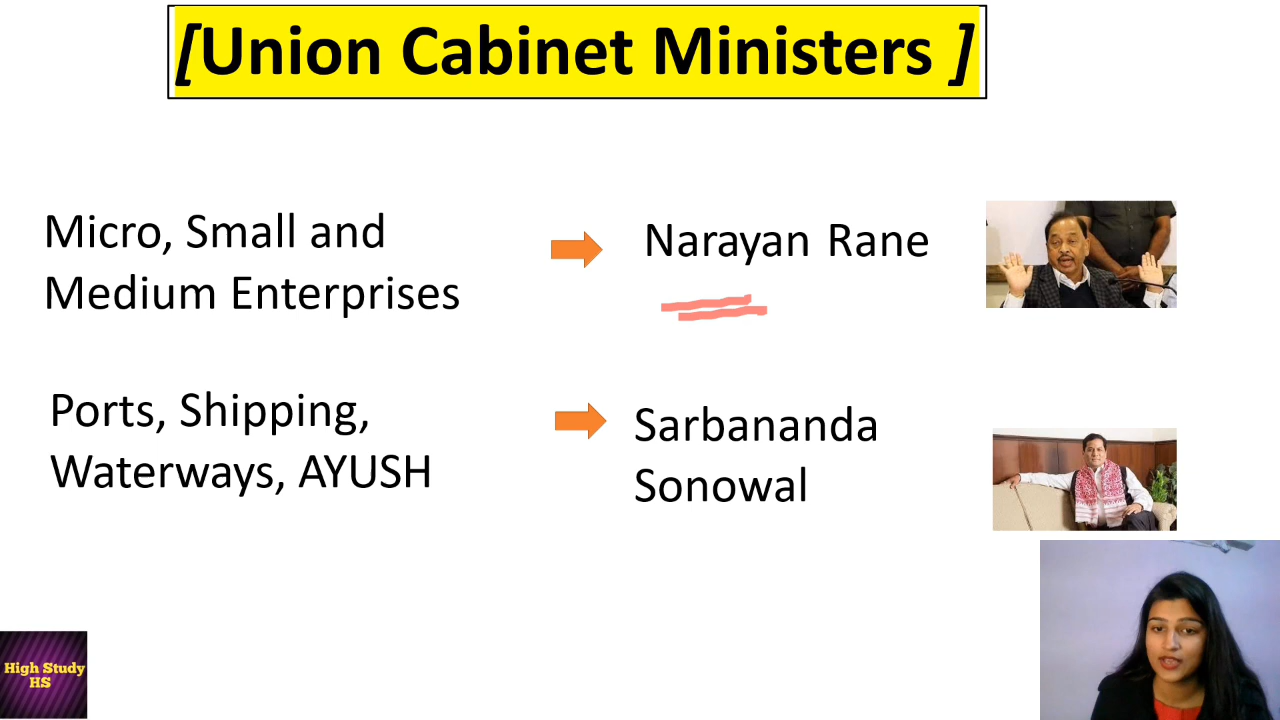 [Union Cabinet Ministers ]
Micro, Small and
Medium Enterprises
Narayan Rane
Ports, Shipping,
Waterways, AYUSH
Sarbananda
Sonowal
High Study
HS